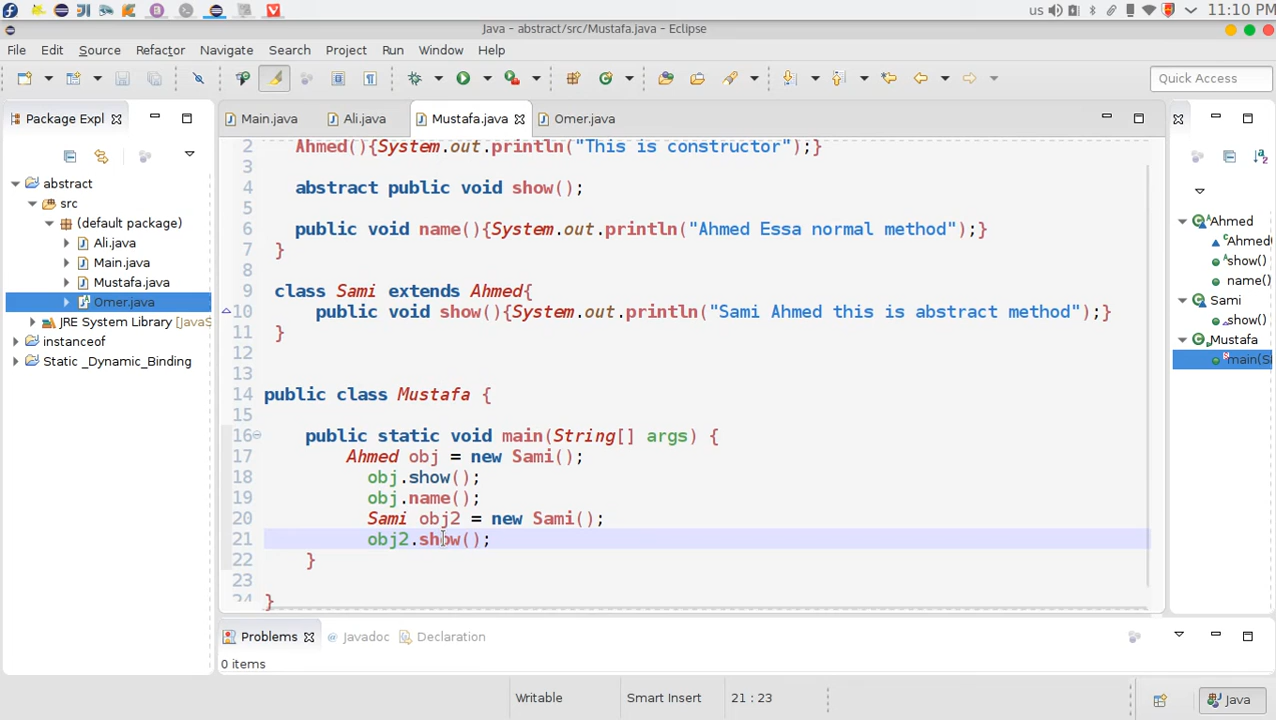 us
11:10 PM
Java - abstract/src/Mustafa.java - Eclipse
File Edit Source Refactor Navigate Search Project Run Window Help
Quick Access
Package Expl
abstract
src
(default package)
Ali.java
Main.java
Mustafa.java
Omer.java
JRE System Library [JavaS
instanceof
Static _Dynamic_Binding
Main.java Ali.java Mustafa.java Omer.java
2 Ahmed(){System.out.println("This is constructor");}
3
4 abstract public void show();
5
6 public void name(){System.out.println("Ahmed Essa normal method");}
7 }
8
9 class Sami extends Ahmed{
10 public void show(){System.out.println("Sami Ahmed this is abstract method");}
11 }
12
13
14 public class Mustafa {
15
16 public static void main(String[] args) {
17 Ahmed obj = new Sami();
18 obj.show();
19 obj.name();
20 Sami obj2 = new Sami();
21 obj2.show();
22 }
23
24 }
Ahmed
Ahmed(
show()
name()
Sami
show()
Mustafa
main(S
Problems @ Javadoc Declaration
0 items
Writable Smart Insert 21 : 23
Java